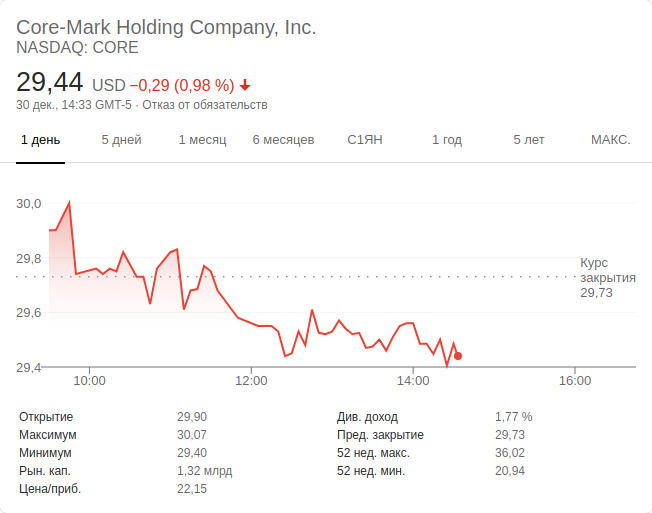 Core-Mark Holding Company, Inc.
NASDAQ: CORE
29,44 USD −0,29 (0,98 %)
30 дек., 14:33 GMT-5 · Отказ от обязательств
1 день 5 дней 1 месяц 6 месяцев С1ЯН 1 год 5 лет МАКС.
30,0
29,8
Курс
закрытия
29,73
29,6
29,4
10:00 12:00 14:00 16:00
Открытие 29,90 Див. доход 1,77 %
Максимум 30,07 Пред. закрытие 29,73
Минимум 29,40 52 нед. макс. 36,02
Рын. кап. 1,32 млрд 52 нед. мин. 20,94
Цена/приб. 22,15